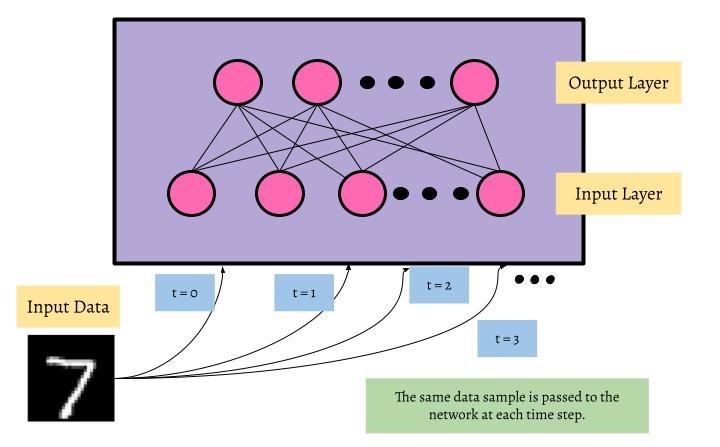 Output Layer
Input Layer
t = 0
t = 1
t = 2
t = 3
Input Data
7
The same data sample is passed to the
network at each time step.